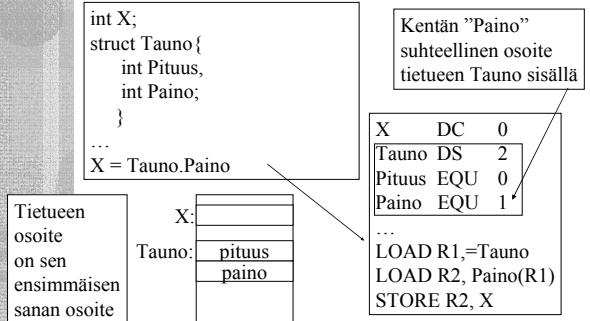 int X;
struct Tauno{
int Pituus,
int Paino;
}
…
X = Tauno.Paino
Kentän ”Paino”
suhteellinen osoite
tietueen Tauno sisällä
X DC 0
Tauno DS 2
Pituus EQU 0
Paino EQU 1
…
LOAD R1,=Tauno
LOAD R2, Paino(R1)
STORE R2, X
Tietueen
osoite
on sen
ensimmäisen
sanan osoite
X:
Tauno:
pituus
paino